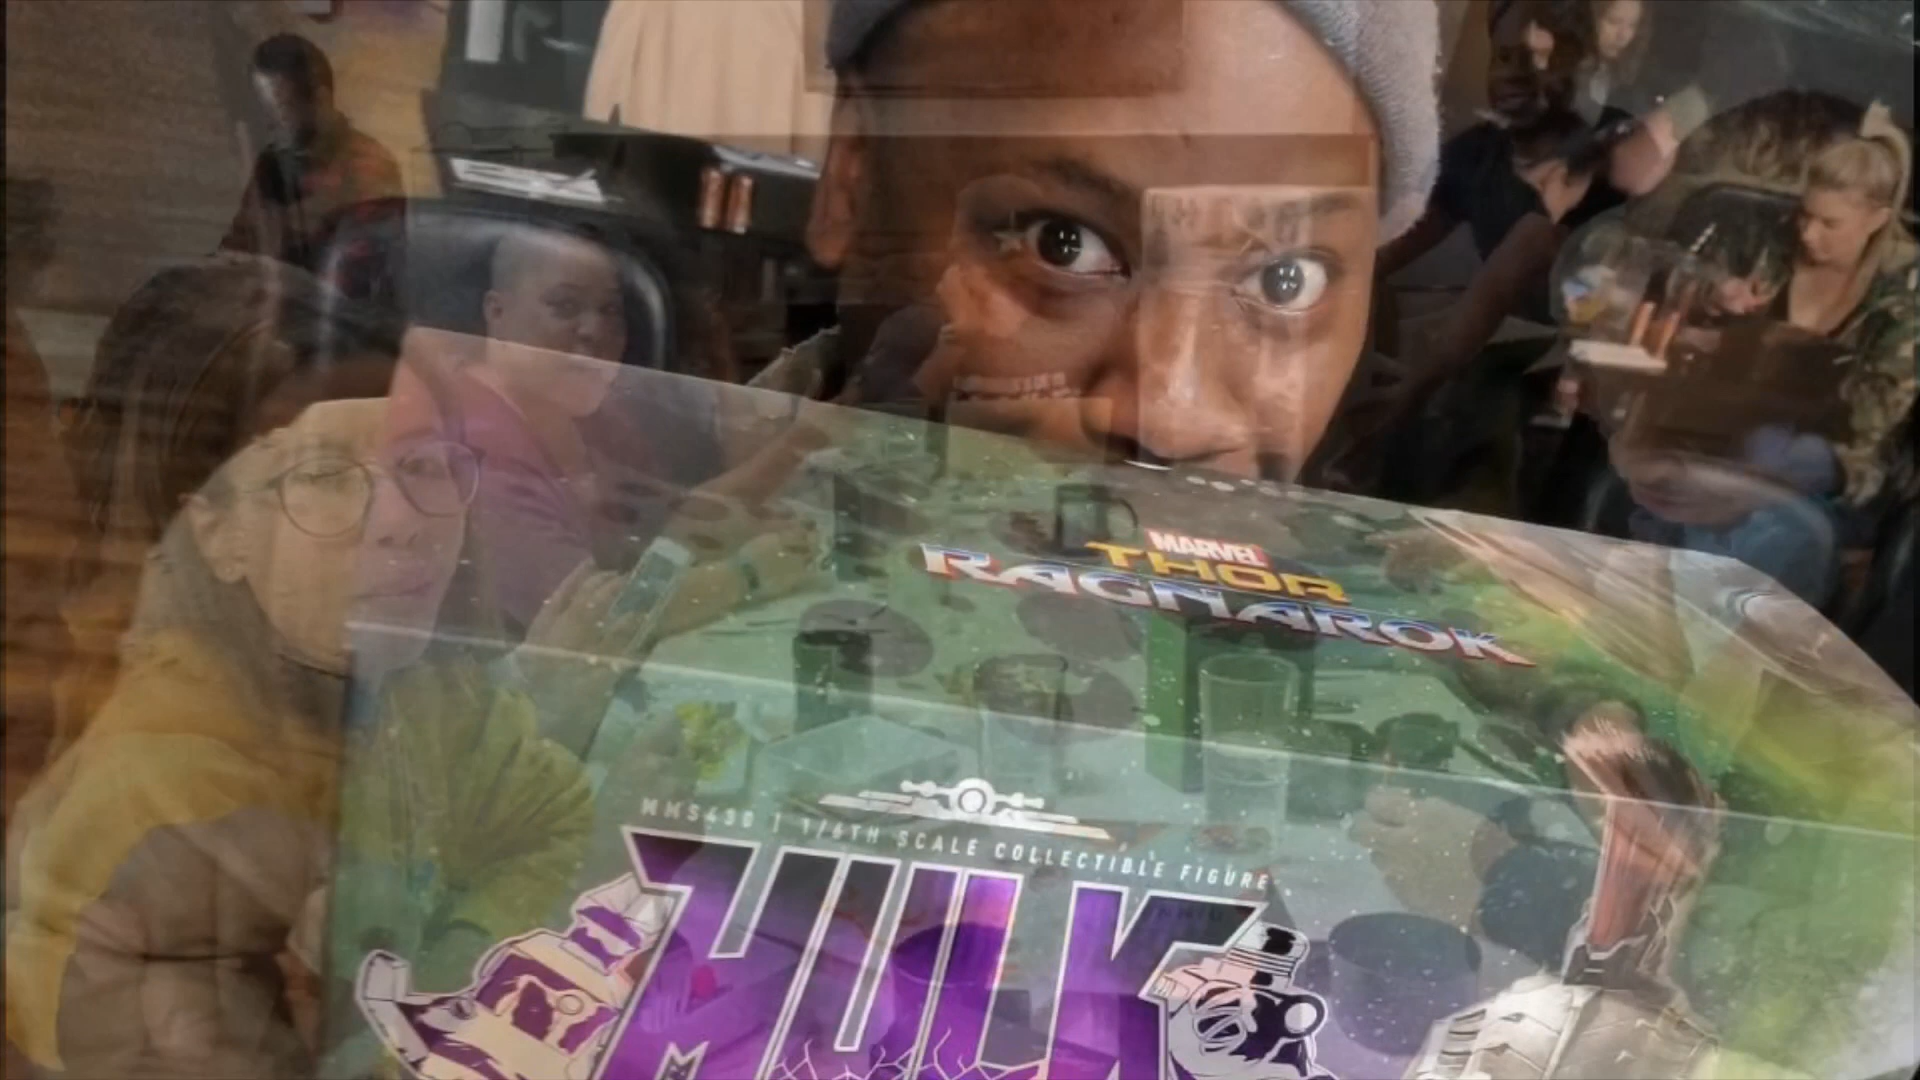 MARVEL
THOR
RAGNAROK
MMS430 | 1/6TH SCALE COLLECTIBLE FIGURE
HULK